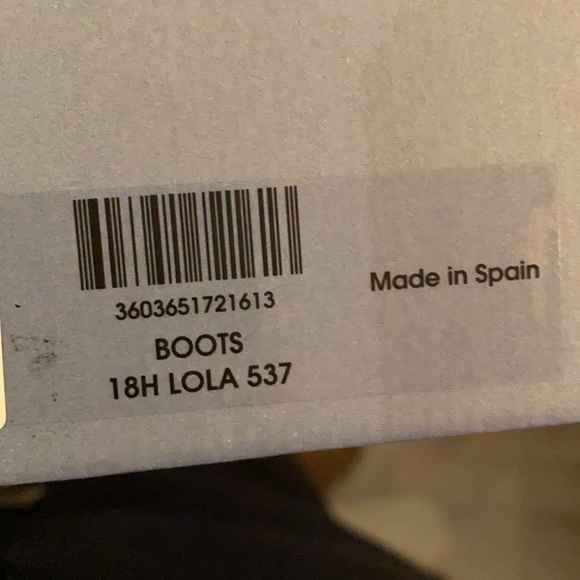 3603651721613
Made in Spain
BOOTS
18H LOLA 537